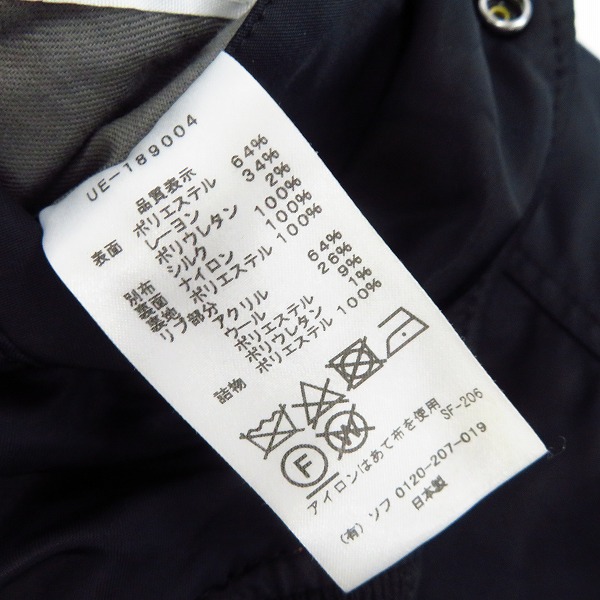 UE-189004
品質表示
表面 ポリエステル 64%
レーヨン 34%
ポリウレタン 2%
別布 シルク 100%
裏面 ナイロン 100%
裏地 ポリエステル 100%
リブ部分 アクリル 64%
ウール 26%
ポリエステル 9%
ポリウレタン 1%
詰物 ポリエステル 100%
F W
アイロンはあて布を使用 SF-206
(有) ソフ 0120-207-019
日本製